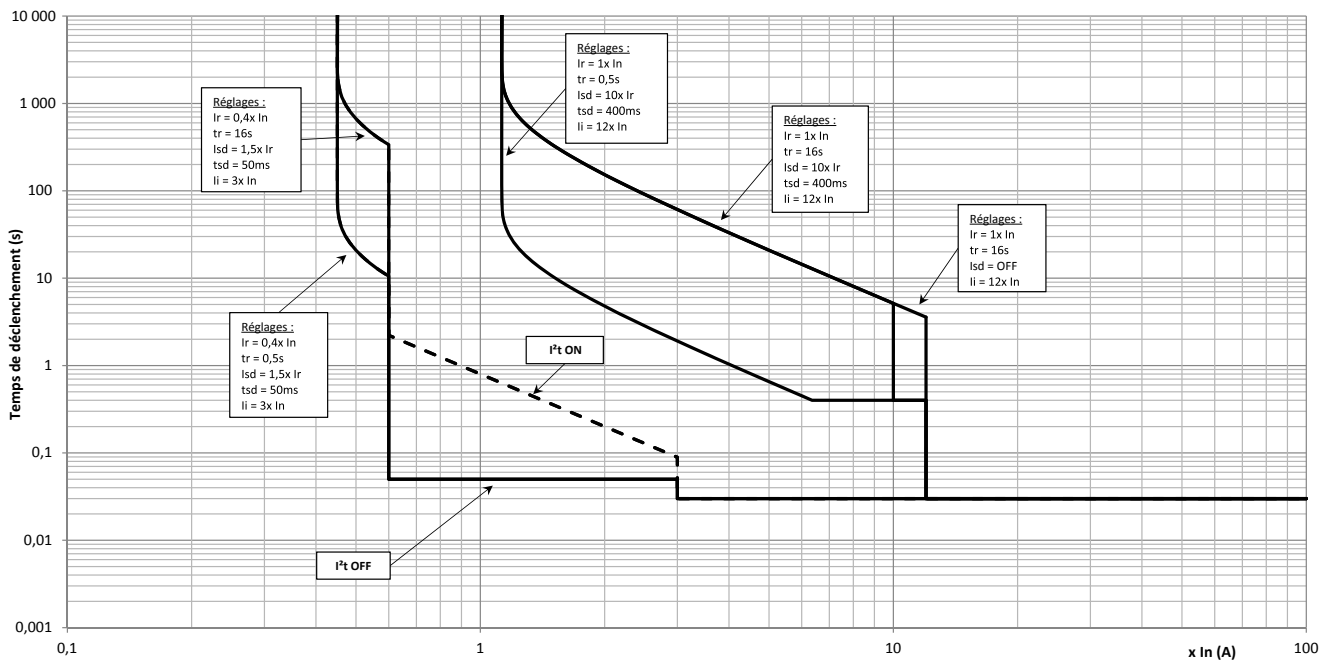 10 000
1 000
100
10
1
0,1
0,01
0,001
Temps de déclenchement (s)
0,1
1
10
100
x In (A)
Réglages :
Ir = 0,4x In
tr = 16s
Isd = 1,5x Ir
tsd = 50ms
Ii = 3x In
Réglages :
Ir = 1x In
tr = 0,5s
Isd = 10x Ir
tsd = 400ms
Ii = 12x In
Réglages :
Ir = 1x In
tr = 16s
Isd = 10x Ir
tsd = 400ms
Ii = 12x In
Réglages :
Ir = 1x In
tr = 16s
Isd = OFF
Ii = 12x In
Réglages :
Ir = 0,4x In
tr = 0,5s
Isd = 1,5x Ir
tsd = 50ms
Ii = 3x In
I²t ON
I²t OFF